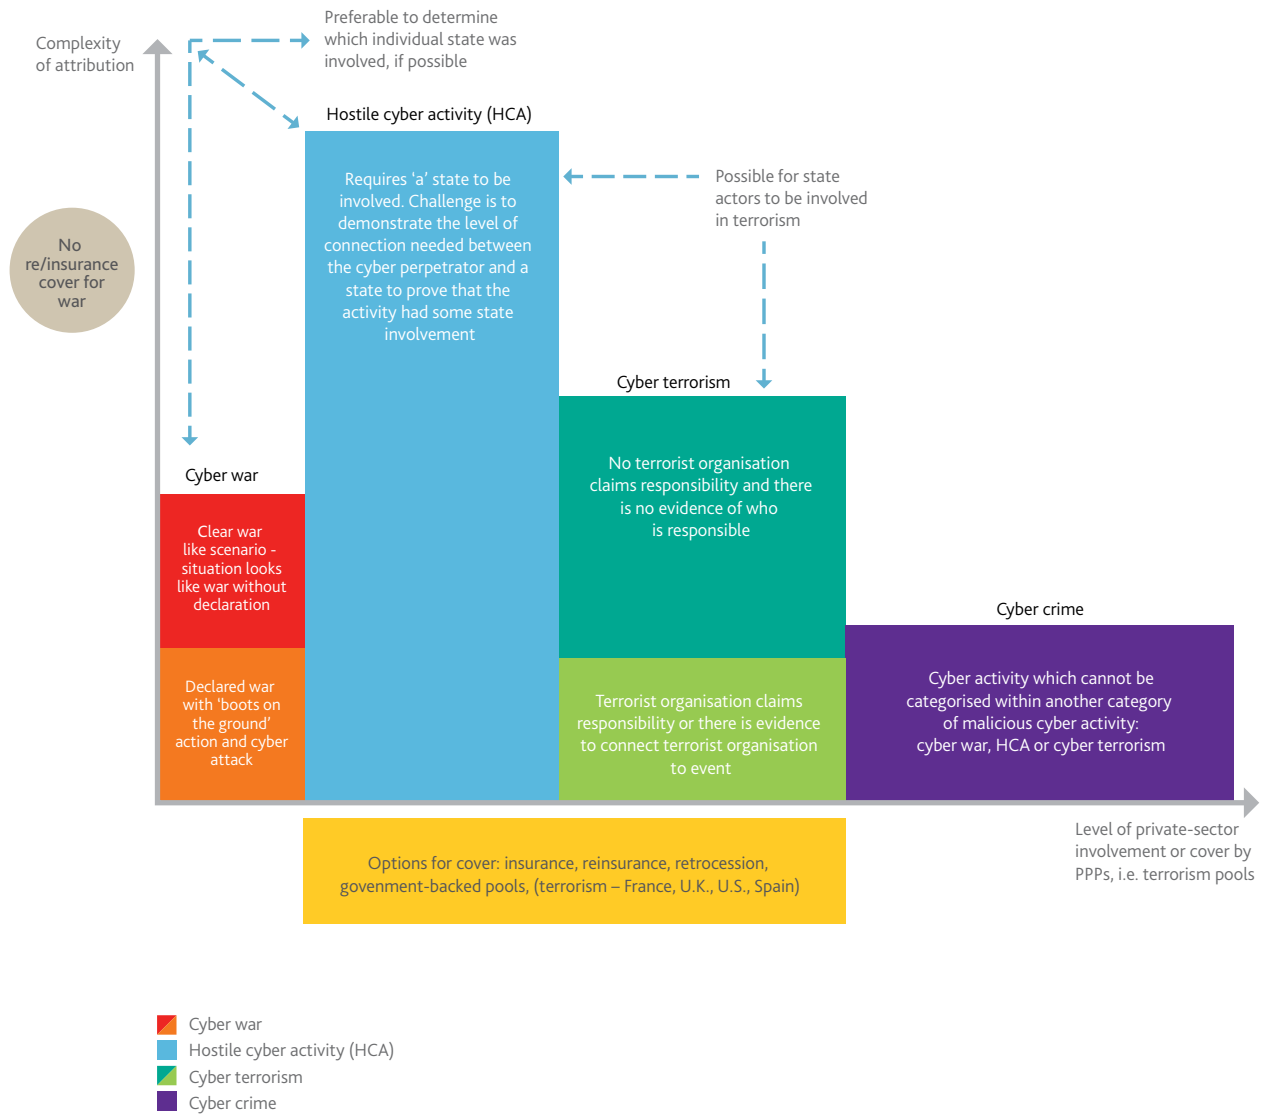 Preferable to determine
which individual state was
involved, if possible
Complexity
of attribution
Hostile cyber activity (HCA)
Requires ‘a’ state to be
involved. Challenge is to
demonstrate the level of
connection needed between
the cyber perpetrator and a
state to prove that the
activity had some state
involvement
Possible for state
actors to be involved
in terrorism
No
re/insurance
cover for
war
Cyber terrorism
No terrorist organisation
claims responsibility and there
is no evidence of who
is responsible
Cyber war
Clear war
like scenario -
situation looks
like war without
declaration
Declared war
with ‘boots on
the ground’
action and cyber
attack
Terrorist organisation claims
responsibility or there is evidence
to connect terrorist organisation
to event
Cyber crime
Cyber activity which cannot be
categorised within another category
of malicious cyber activity:
cyber war, HCA or cyber terrorism
Level of private-sector
involvement or cover by
PPPs, i.e. terrorism pools
Options for cover: insurance, reinsurance, retrocession,
govenment-backed pools, (terrorism – France, U.K., U.S., Spain)
Cyber war
Hostile cyber activity (HCA)
Cyber terrorism
Cyber crime